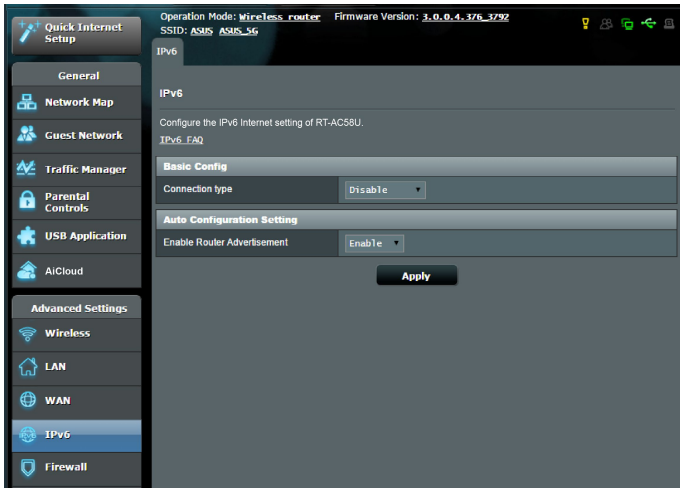 Quick Internet
Setup
Operation Mode: Wireless router Firmware Version: 3.0.0.4.376_3792
SSID: ASUS ASUS_5G
IPv6
General
Network Map
Guest Network
Traffic Manager
Parental
Controls
USB Application
AiCloud
Advanced Settings
Wireless
LAN
WAN
IPv6
Firewall
IPv6
Configure the IPv6 Internet setting of RT-AC58U.
IPv6 FAQ
Basic Config
Connection type Disable
Auto Configuration Setting
Enable Router Advertisement Enable
Apply